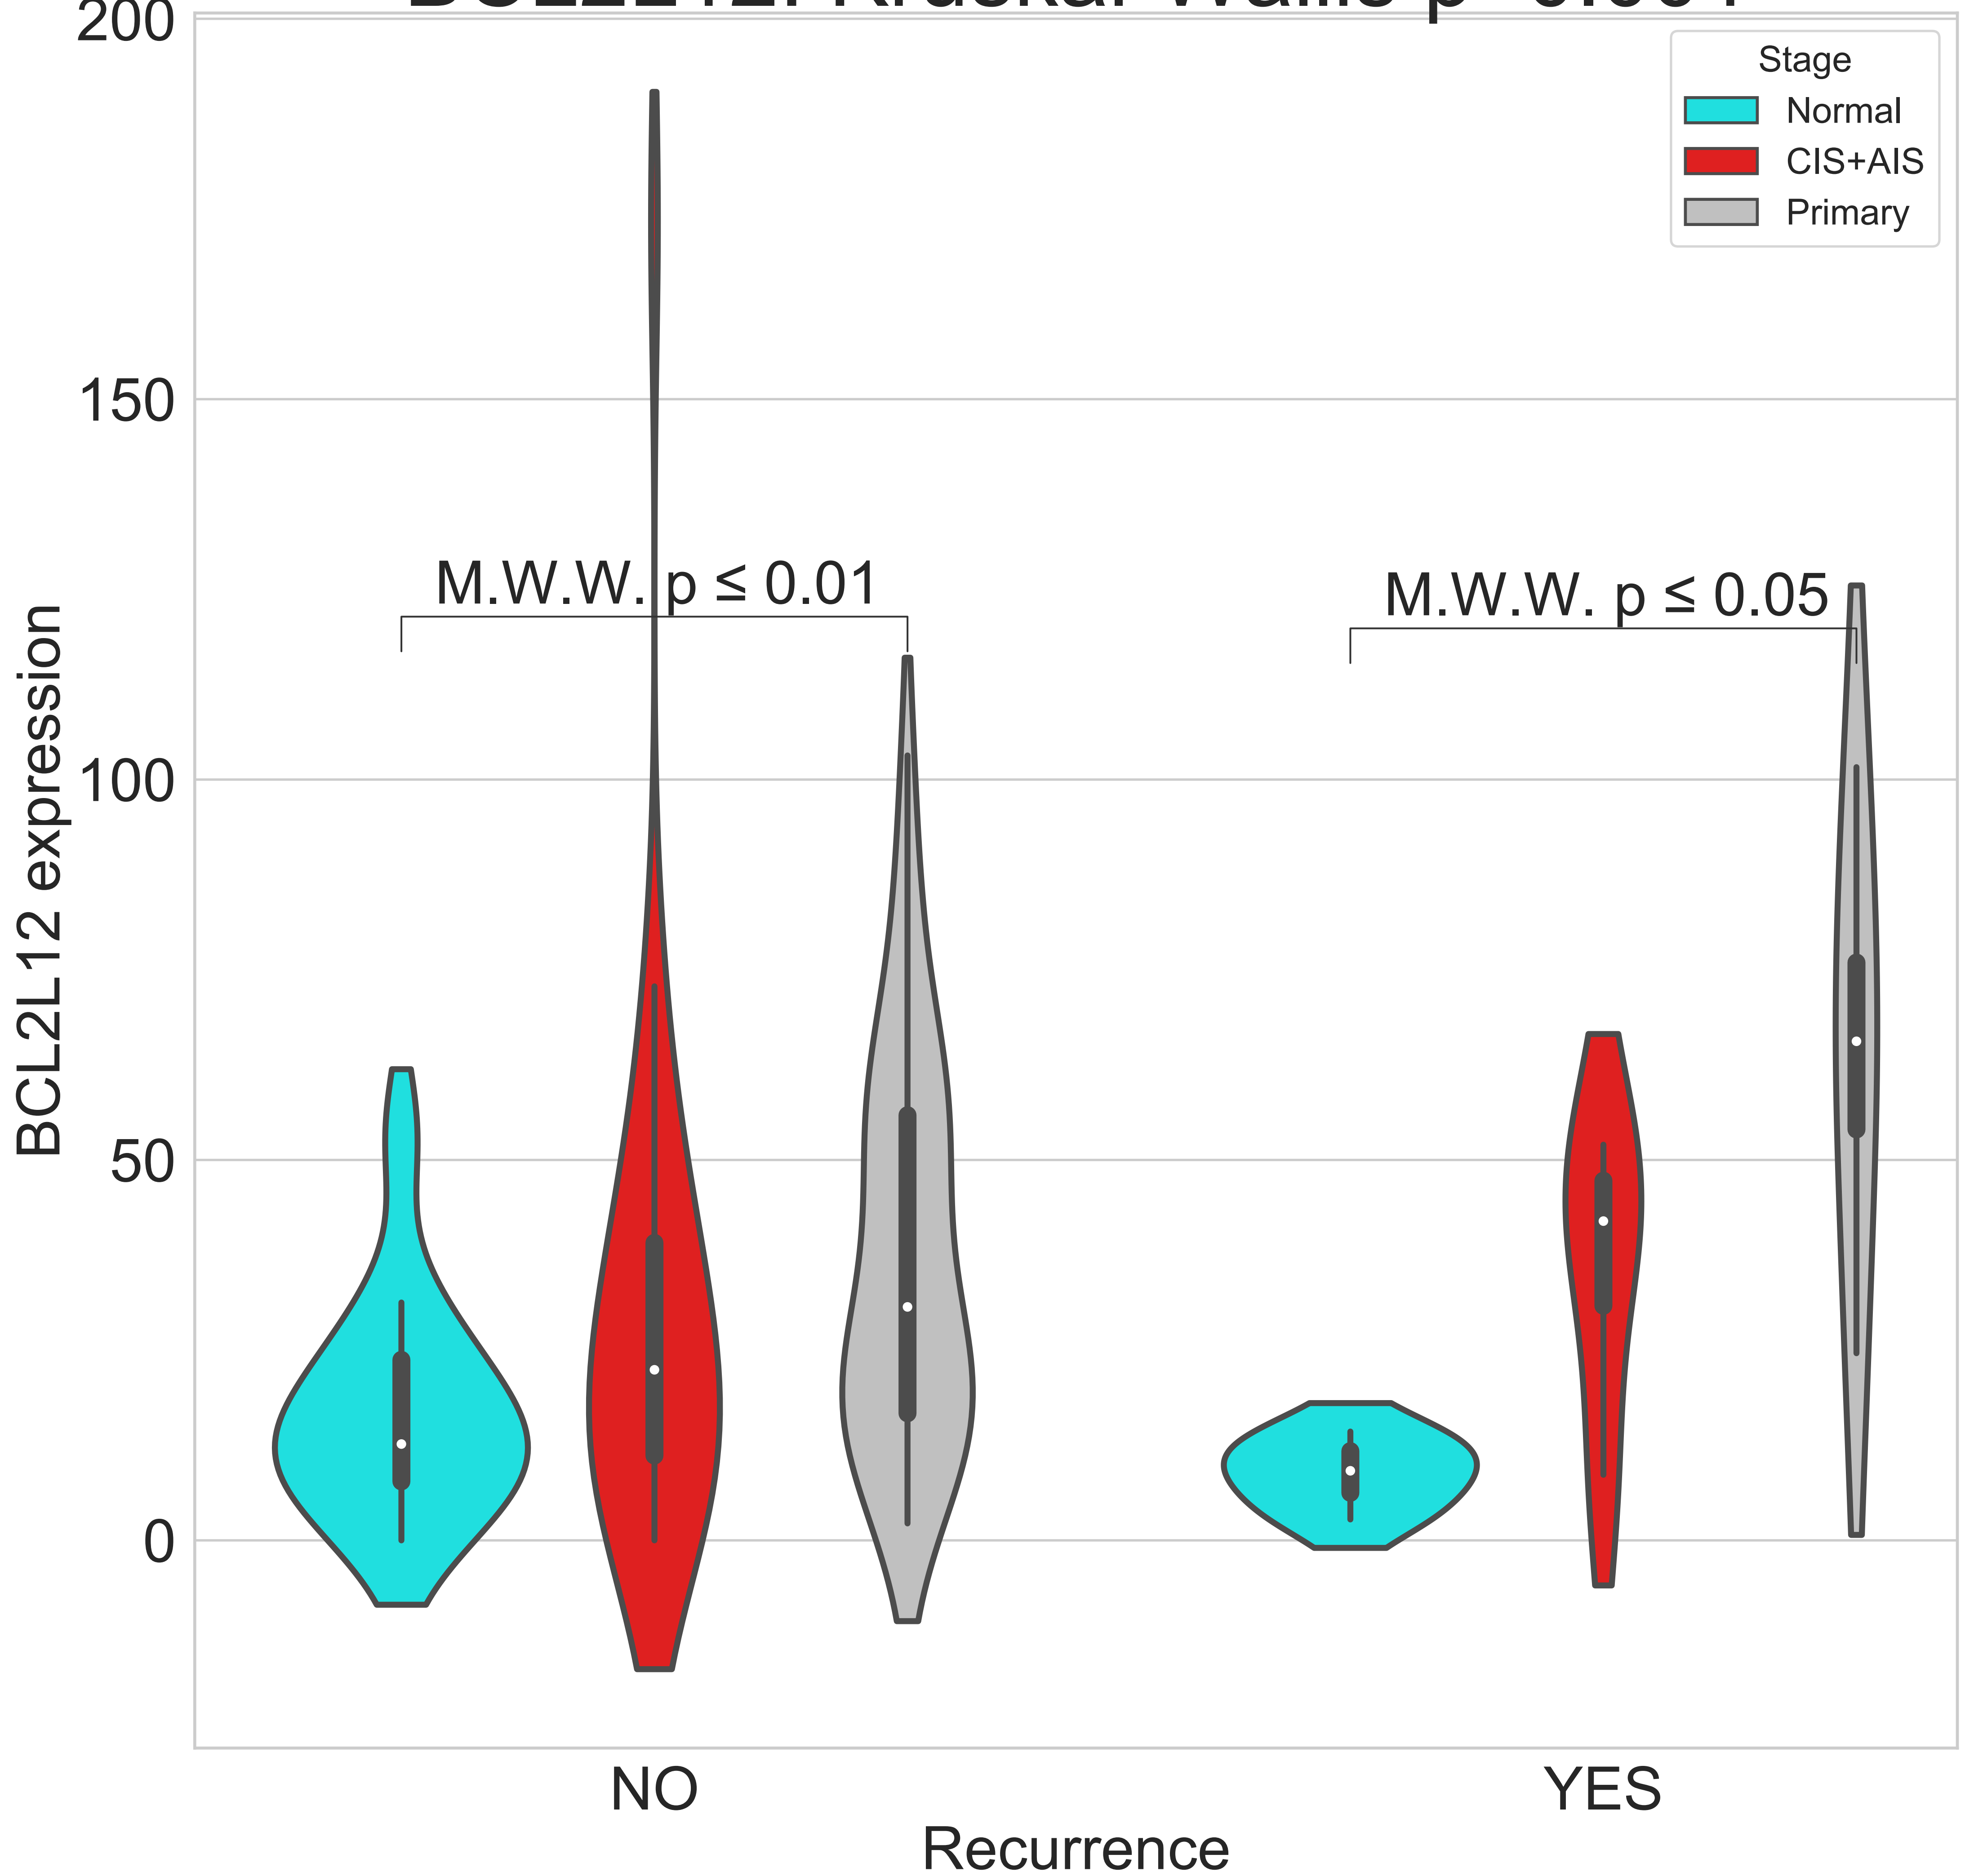 200
Stage
Normal
CIS+AIS
Primary
150
M.W.W. p ≤ 0.01
M.W.W. p ≤ 0.05
BCL2L12 expression
100
50
0
NO
YES
Recurrence